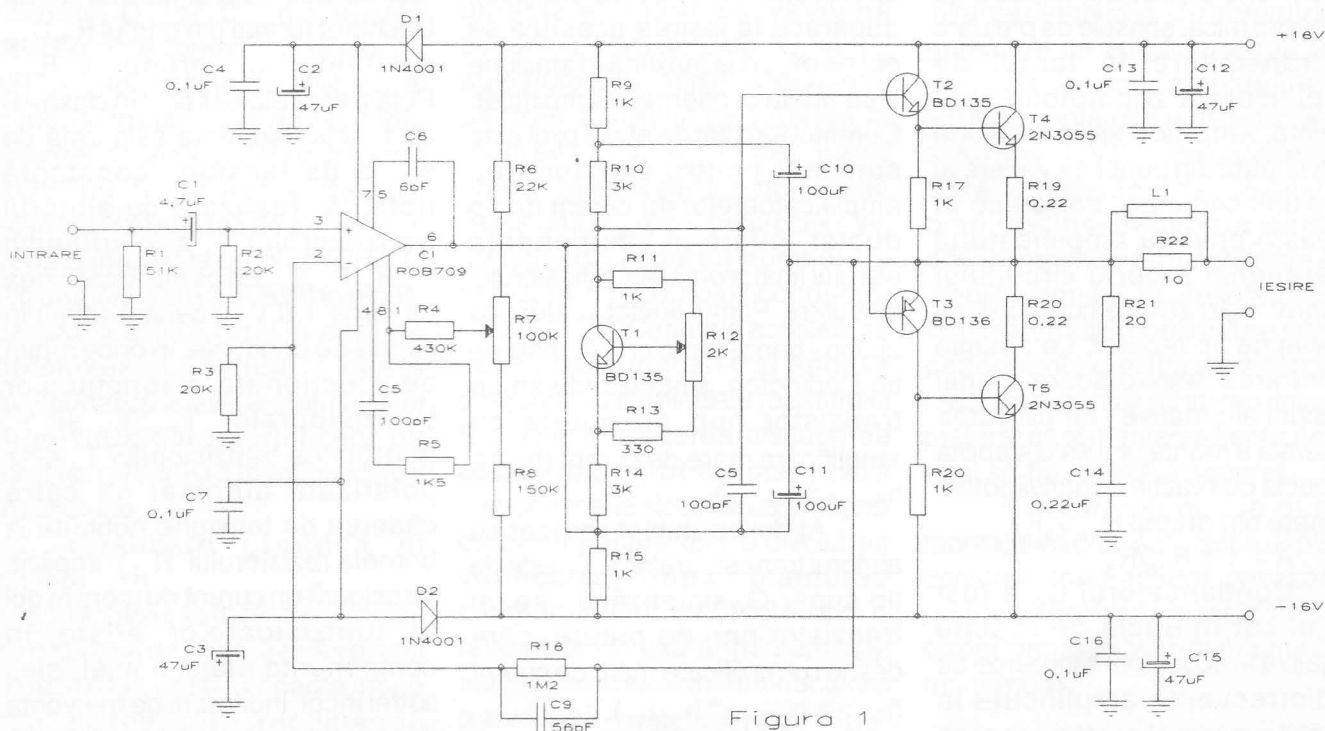 D1
1N4001
+16V
C4
0,1uF
C2
47uF
C6
6pF
7,5
R6
22K
R9
1K
R10
3K
C10
100uF
T2
BD135
T4
2N3055
C13
0,1uF
C12
47uF
R17
1K
R19
0,22
L1
R22
10
INTRARE
C1
4,7uF
R1
51K
R2
20K
3
+
2
-
6
C1
ROB709
4,8
1
R3
20K
R4
430K
R7
100K
C5
100pF
R5
1K5
R11
1K
T1
BD135
R12
2K
R13
330
R14
3K
R8
150K
R15
1K
C5
100pF
C11
100uF
T3
BD136
R20
0,22
R21
20
IESIRE
T5
2N3055
R20
1K
C14
0,22uF
C7
0,1uF
D2
1N4001
-16V
C3
47uF
R18
1M2
C9
56pF
C16
0,1uF
C15
47uF
Figura 1